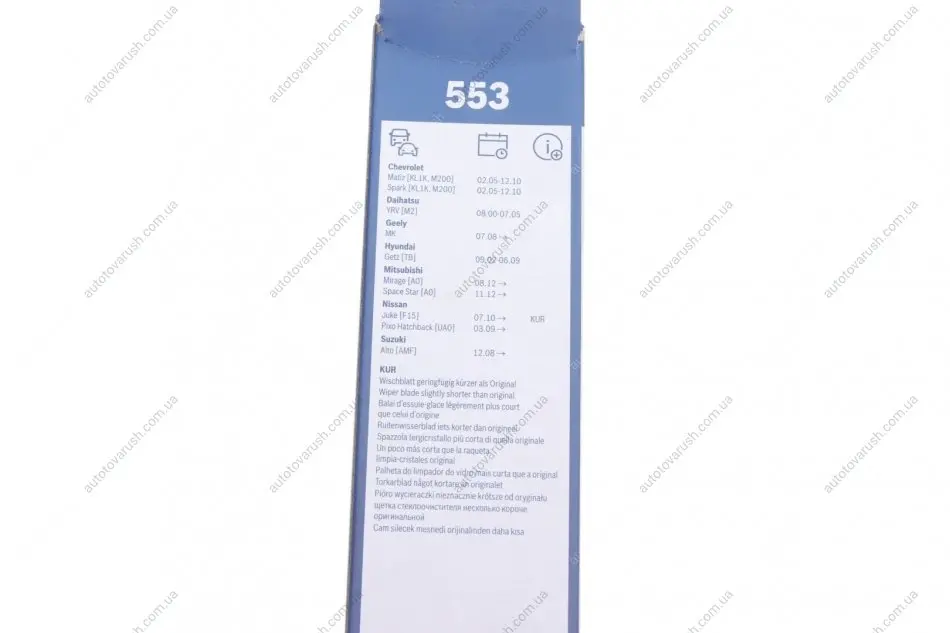 553
Chevrolet
Matiz [KL1K, M200] 02.05-12.10
Spark [KL1K, M200] 02.05-12.10
Daihatsu
YRV [M2] 08.00-07.05
Geely
MK 07.08 →
Hyundai
Getz [TB] 09.02-06.09
Mitsubishi
Mirage [A0] 08.12 →
Space Star [A0] 11.12 →
Nissan
Juke [F15] 07.10 → KUR
Pixo Hatchback [UA0] 03.09 →
Suzuki
Alto [AMF] 12.08 →
KUR
Wischblatt geringfügig kürzer als Original
Wiper blade slightly shorter than original
Balai d'essuie-glace légèrement plus court
que celui d'origine
Ruitenwisserblad iets korter dan origineel
Spazzola tergicristallo più corta di quella originale
Un poco más corta que la raqueta
limpia-cristales original
Palheta do limpador do vidro mais curta que a original
Torkarblad något kortare än originalet
Pióro wycieraczki nieznacznie krótsze od oryginału
щетка стеклоочистителя несколько короче
оригинальной
Cam silecek mesnedi orijinalinden daha kısa
autotovarush.com.ua